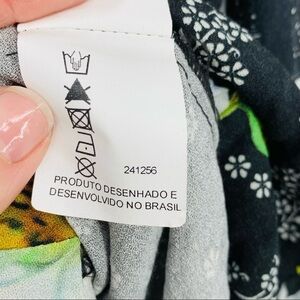 241256
PRODUTO DESENHADO E
DESENVOLVIDO NO BRASIL